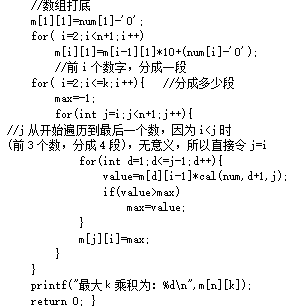 //数组打底
m[1][1]=num[1]-'0';
for( i=2;i<n+1;i++)
m[i][1]=m[i-1][1]*10+(num[i]-'0');
//前i个数字，分成一段
for( i=2;i<=k;i++){ //分成多少段
max=-1;
for(int j=i;j<n+1;j++){
//j从开始遍历到最后一个数，因为i<j时
(前3个数，分成4段)，无意义，所以直接令j=i
for(int d=1;d<=j-1;d++){
value=m[d][i-1]*cal(num,d+1,j);
if(value>max)
max=value;
}
m[j][i]=max;
}
}
printf("最大k乘积为：%d\n",m[n][k]);
return 0; }